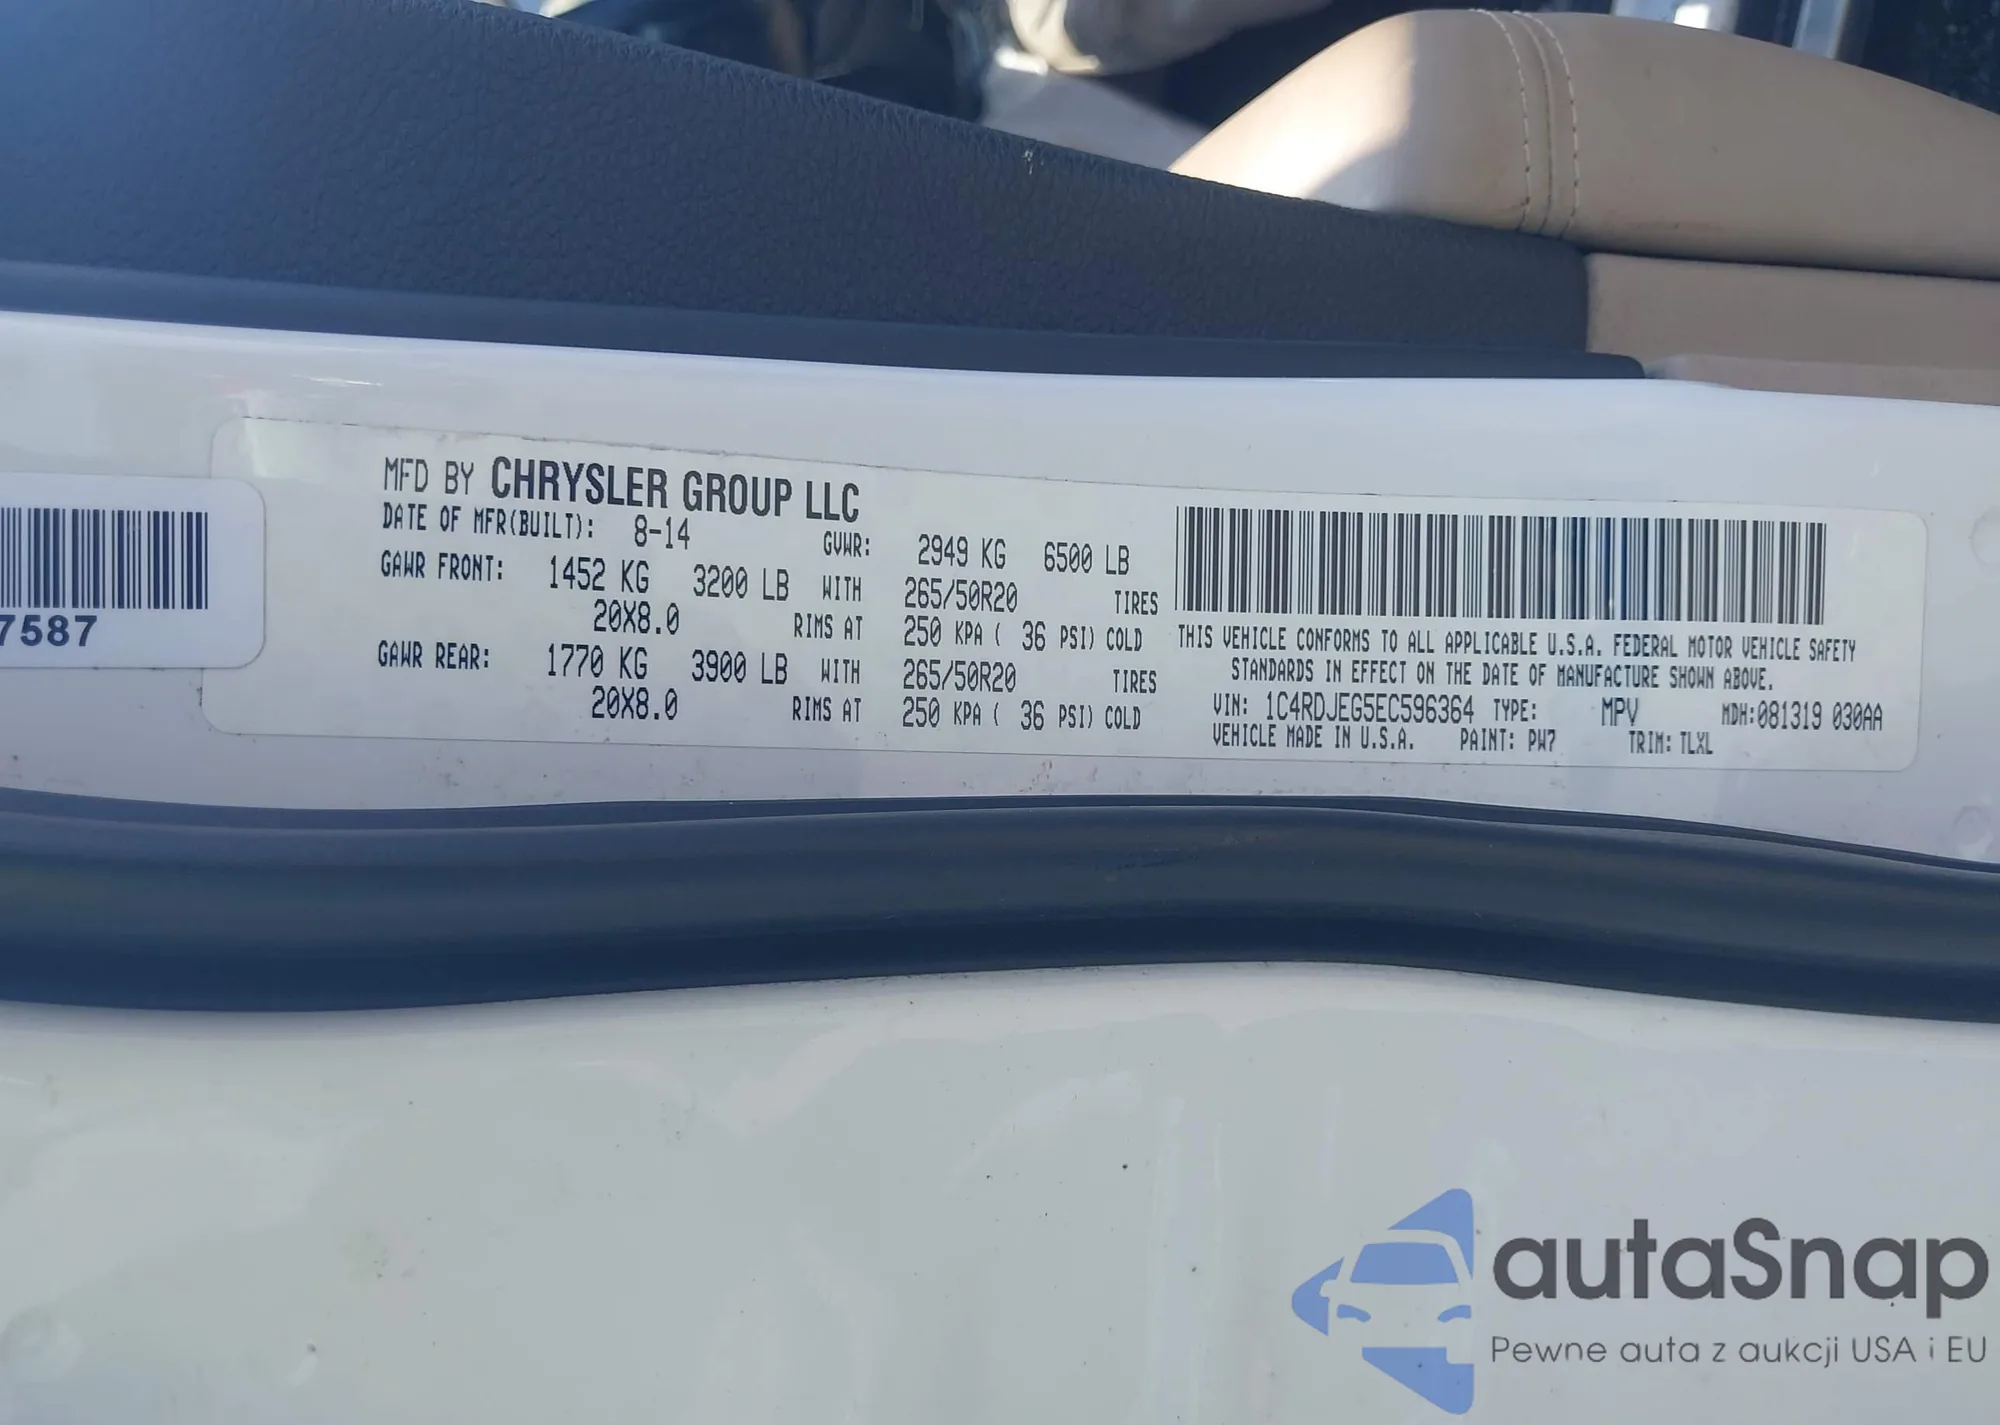 MFD BY CHRYSLER GROUP LLC
DATE OF MFR(BUILT): 8-14 GVWR: 2949 KG 6500 LB
GAWR FRONT: 1452 KG 3200 LB WITH 265/50R20 TIRES
20X8.0 RIMS AT 250 KPA ( 36 PSI) COLD
GAWR REAR: 1770 KG 3900 LB WITH 265/50R20 TIRES
20X8.0 RIMS AT 250 KPA ( 36 PSI) COLD
THIS VEHICLE CONFORMS TO ALL APPLICABLE U.S.A. FEDERAL MOTOR VEHICLE SAFETY
STANDARDS IN EFFECT ON THE DATE OF MANUFACTURE SHOWN ABOVE.
VIN: 1C4RDJEG5EC596364 TYPE: MPV MDH:081319 030AA
VEHICLE MADE IN U.S.A. PAINT: PW7 TRIM: TLXL
7587
autaSnap
Pewne auta z aukcji USA i EU